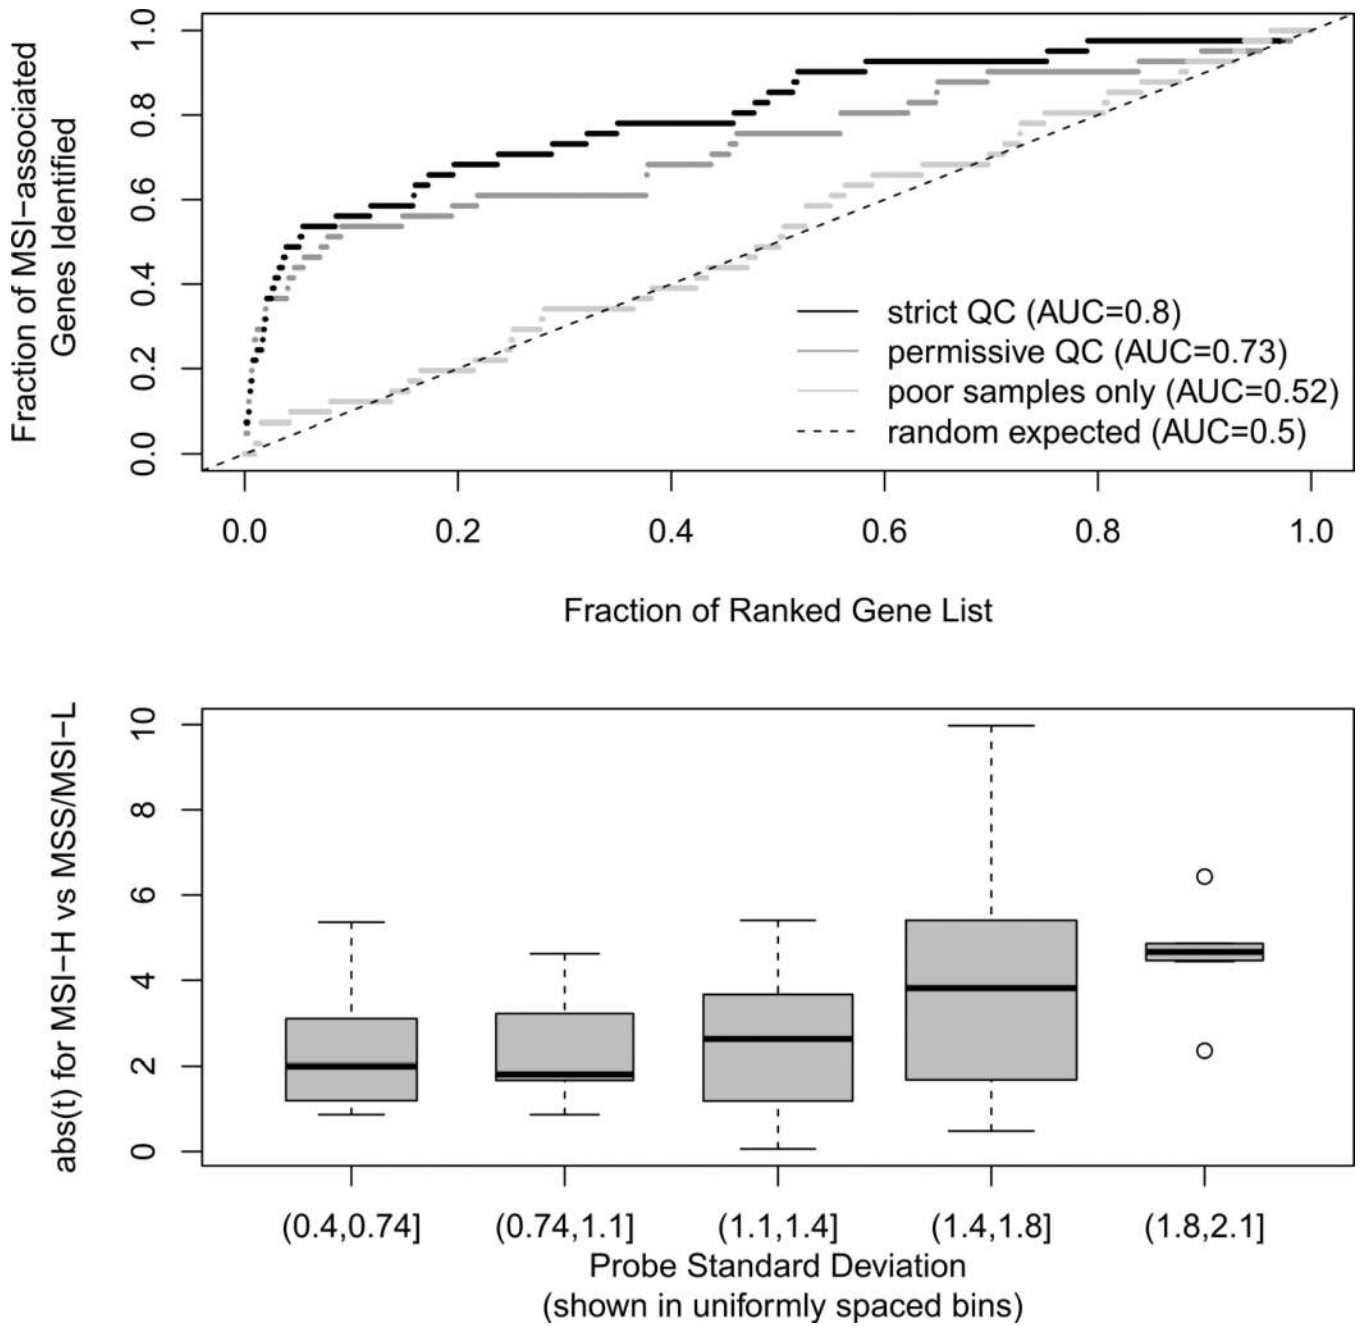 Fraction of MSI−associated
Genes Identified
1.0
0.8
0.6
0.4
0.2
0.0
strict QC (AUC=0.8)
permissive QC (AUC=0.73)
poor samples only (AUC=0.52)
random expected (AUC=0.5)
0.0 0.2 0.4 0.6 0.8 1.0
Fraction of Ranked Gene List
abs(t) for MSI−H vs MSS/MSI−L
10
8
6
4
2
0
(0.4,0.74] (0.74,1.1] (1.1,1.4] (1.4,1.8] (1.8,2.1]
Probe Standard Deviation
(shown in uniformly spaced bins)